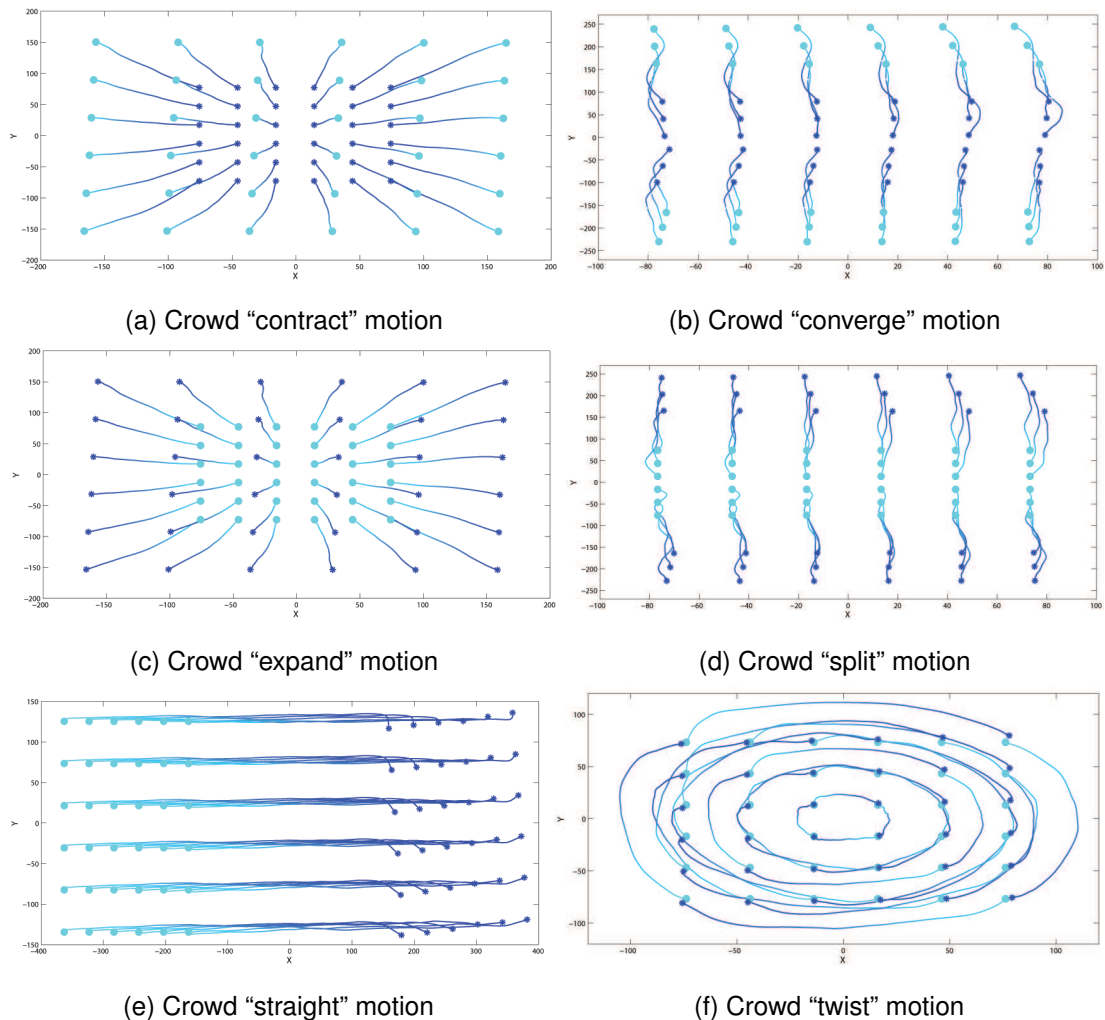 200
150
100
50
0
−50
−100
−150
−200
Y
−200 −150 −100 −50 0 50 100 150 200
X
(a) Crowd “contract” motion
250
200
150
100
50
0
−50
−100
−150
−200
−250
Y
−100 −80 −60 −40 −20 0 20 40 60 80 100
X
(b) Crowd “converge” motion
200
150
100
50
0
−50
−100
−150
−200
Y
−200 −150 −100 −50 0 50 100 150 200
X
(c) Crowd “expand” motion
250
200
150
100
50
0
−50
−100
−150
−200
−250
Y
−100 −80 −60 −40 −20 0 20 40 60 80 100
X
(d) Crowd “split” motion
150
100
50
0
−50
−100
−150
Y
−400 −300 −200 −100 0 100 200 300 400
X
(e) Crowd “straight” motion
100
50
0
−50
−100
Y
−100 −50 0 50 100
X
(f) Crowd “twist” motion